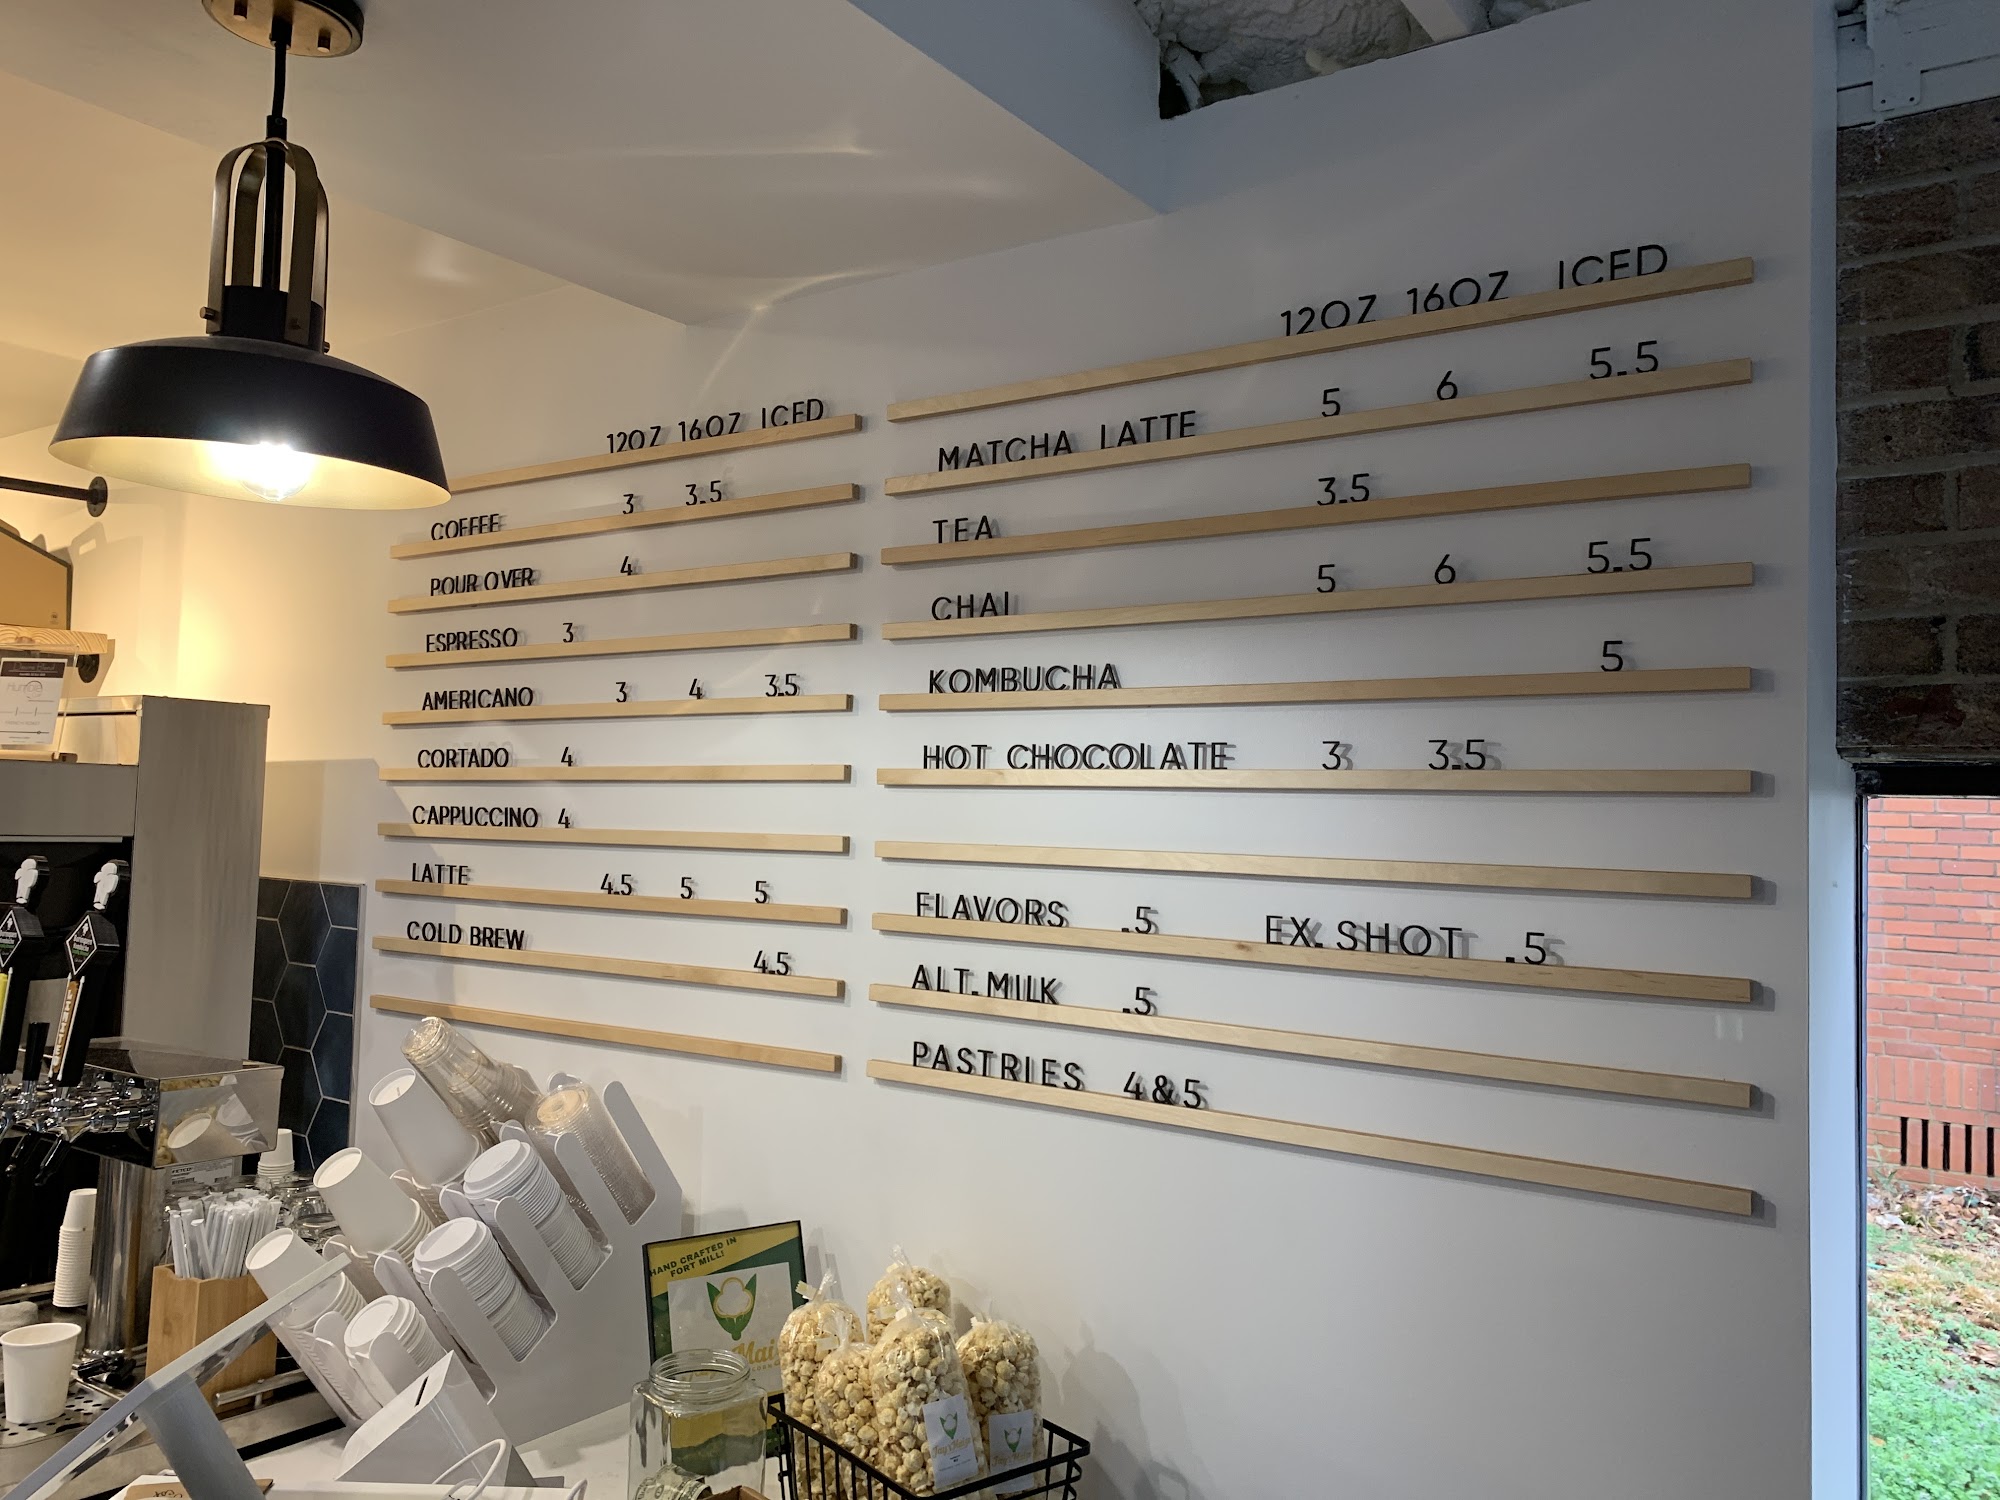 12OZ 16OZ ICED
COFFEE 3 3.5
POUR OVER 4
ESPRESSO 3
AMERICANO 3 4 3.5
CORTADO 4
CAPPUCCINO 4
LATTE 4.5 5 5
COLD BREW 4.5
12OZ 16OZ ICED
MATCHA LATTE 5 6 5.5
TEA 3.5
CHAI 5 6 5.5
KOMBUCHA 5
HOT CHOCOLATE 3 3.5
FLAVORS .5 EX. SHOT .5
ALT. MILK .5
PASTRIES 4&5
HAND CRAFTED IN
FORT MILL!